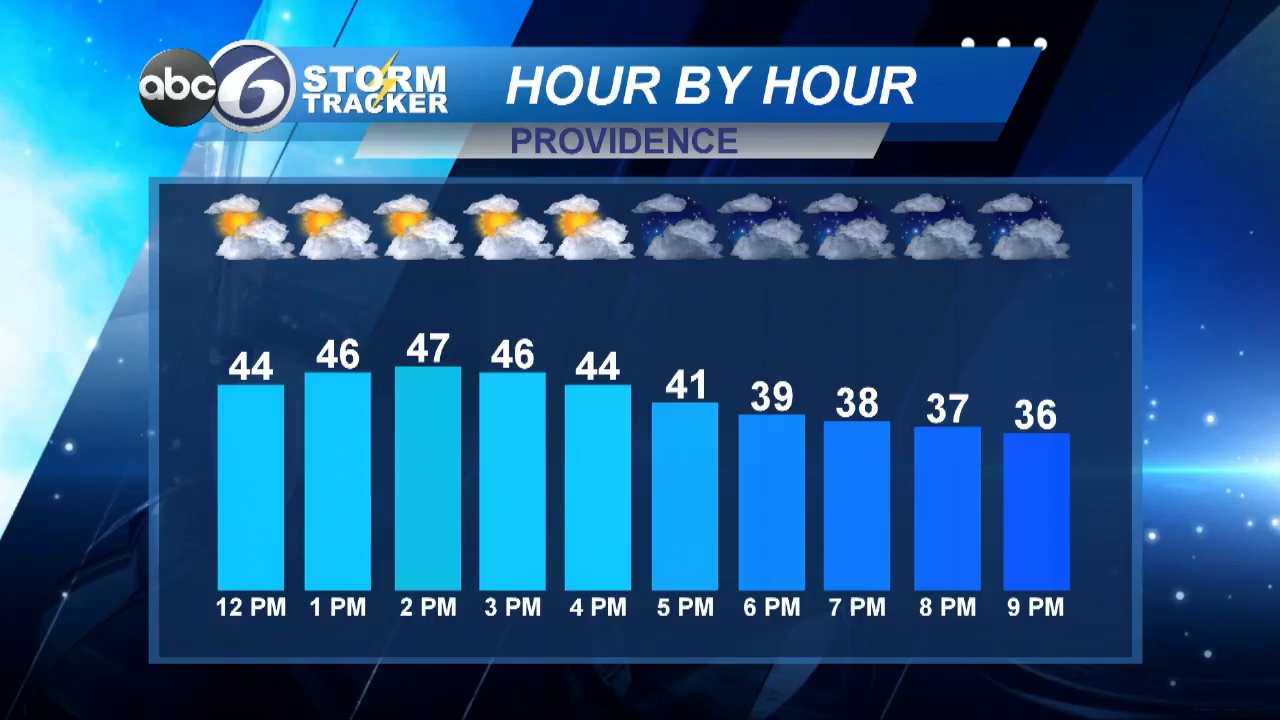 abc 6 STORM TRACKER HOUR BY HOUR
PROVIDENCE
44 46 47 46 44 41 39 38 37 36
12 PM 1 PM 2 PM 3 PM 4 PM 5 PM 6 PM 7 PM 8 PM 9 PM